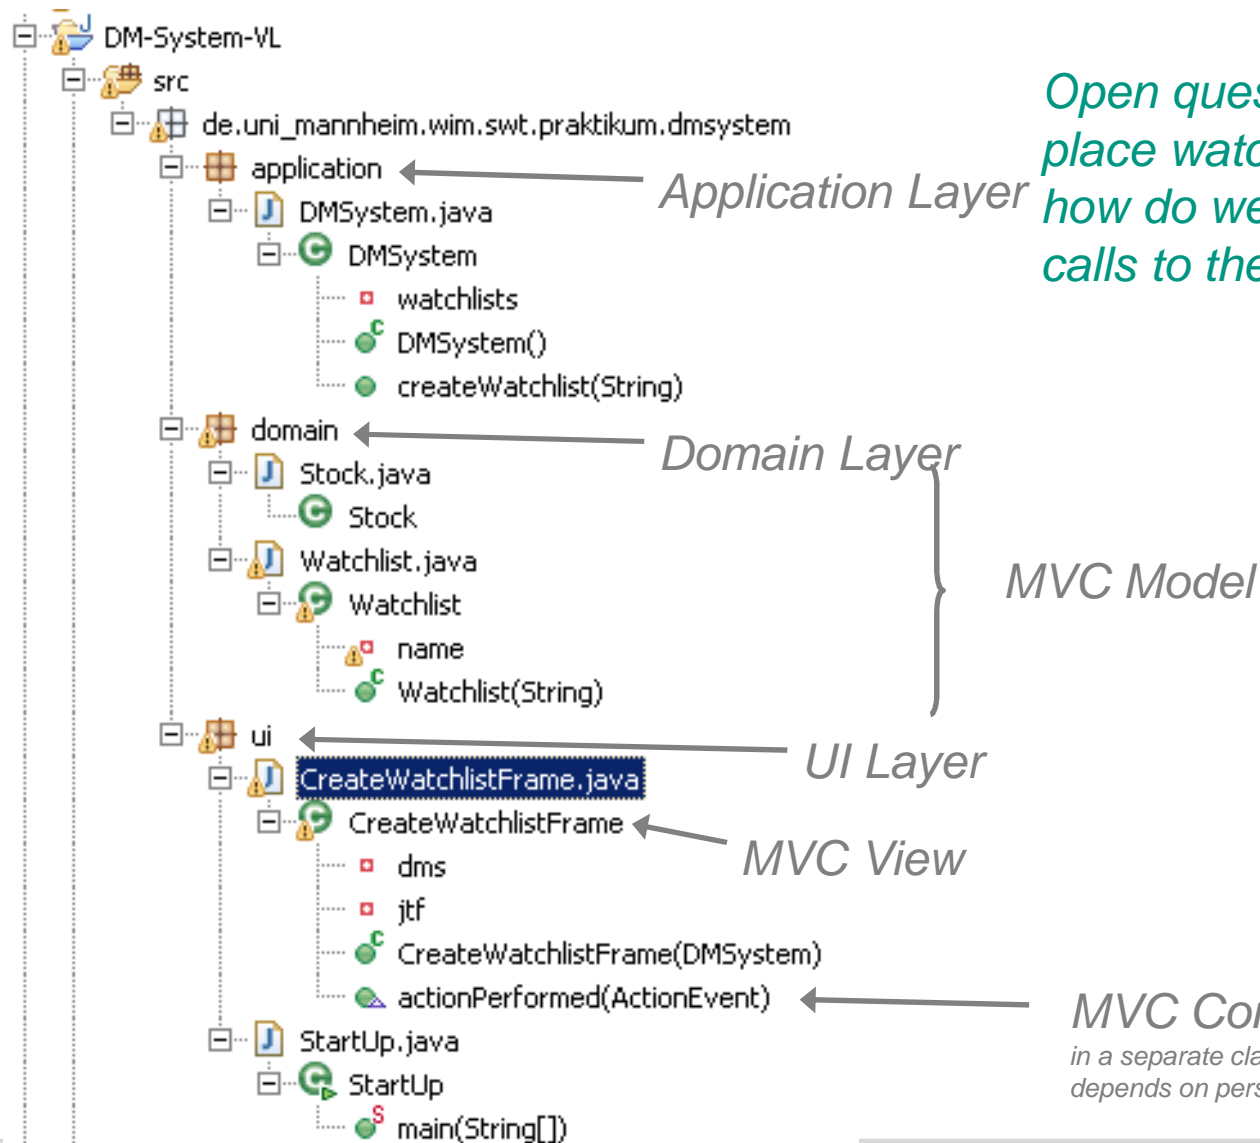 DM-System-VL
src
de.uni_mannheim.wim.swt.praktikum.dmsystem
application
Application Layer
DMSystem.java
DMSystem
watchlists
DMSystem()
createWatchlist(String)
domain
Domain Layer
Stock.java
Stock
Watchlist.java
Watchlist
name
Watchlist(String)
MVC Model
ui
UI Layer
CreateWatchlistFrame.java
CreateWatchlistFrame
MVC View
dms
jtf
CreateWatchlistFrame(DMSystem)
actionPerformed(ActionEvent)
StartUp.java
StartUp
main(String[])
Open
place
how do we
calls to
MVC
in a separate
depends on